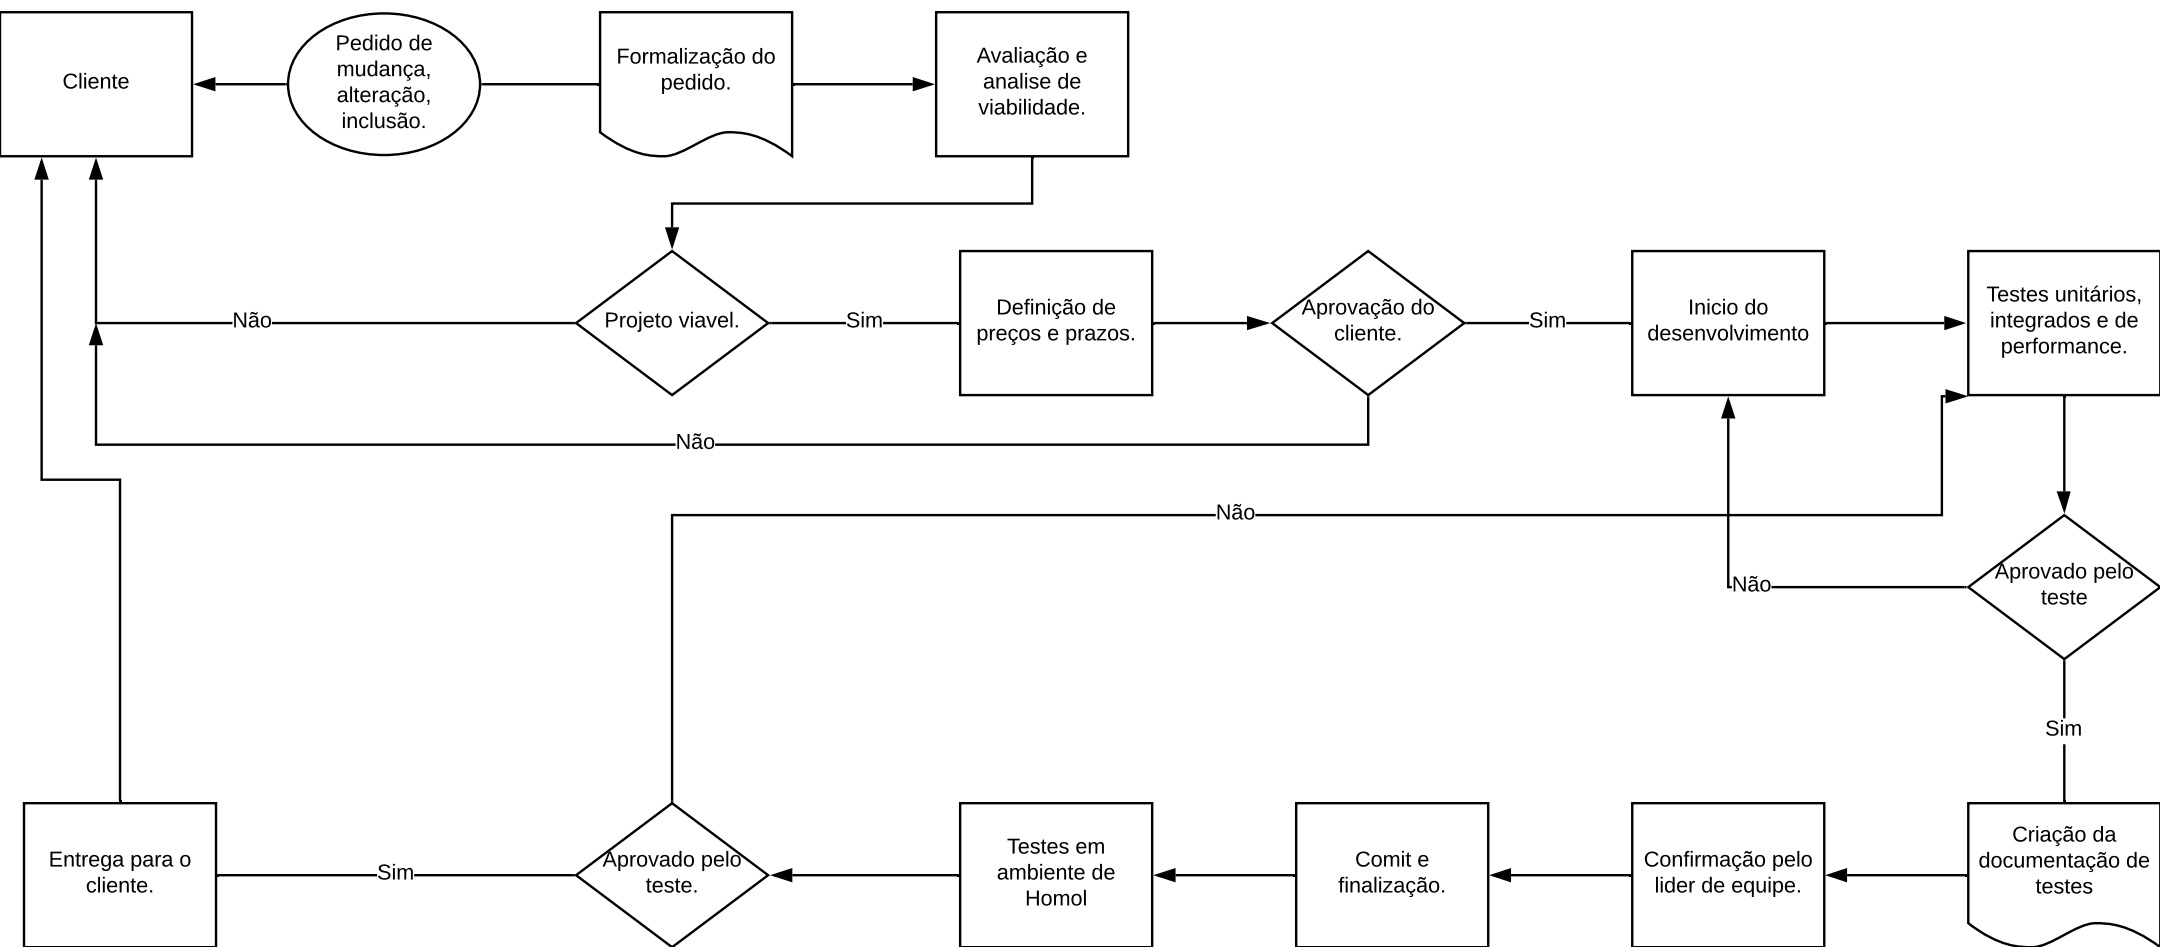 Cliente
Pedido de
mudança,
alteração,
inclusão.
Formalização do
pedido.
Avaliação e
analise de
viabilidade.
Não
Projeto viavel.
Sim
Definição de
preços e prazos.
Aprovação do
cliente.
Sim
Inicio do
desenvolvimento
Testes unitários,
integrados e de
performance.
Não
Não
Não
Aprovado pelo
teste
Sim
Entrega para o
cliente.
Sim
Aprovado pelo
teste.
Testes em
ambiente de
Homol
Comit e
finalização.
Confirmação pelo
lider de equipe.
Criação da
documentação de
testes